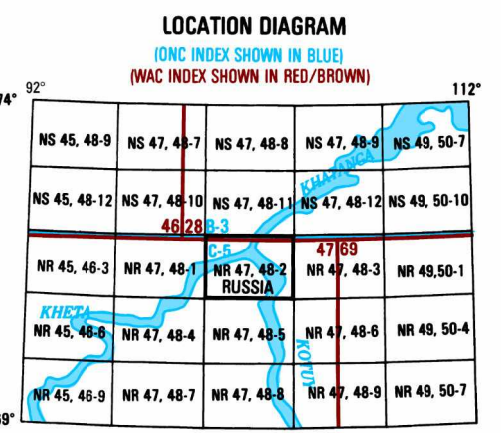 LOCATION DIAGRAM
(ONC INDEX SHOWN IN BLUE)
(WAC INDEX SHOWN IN RED/BROWN)
74° 92° 112°
NS 45, 48-9 NS 47, 48-7 NS 47, 48-8 NS 47, 48-9 NS 49, 50-7
KHATANGA
NS 45, 48-12 NS 47, 48-10 NS 47, 48-11 NS 47, 48-12 NS 49, 50-10
46 28 B-3
C-5 47 69
NR 45, 46-3 NR 47, 48-1 NR 47, 48-2 NR 47, 48-3 NR 49,50-1
RUSSIA
KHETA
NR 45, 46-6 NR 47, 48-4 NR 47, 48-5 NR 47, 48-6 NR 49, 50-4
KOTUY
NR 45, 46-9 NR 47, 48-7 NR 47, 48-8 NR 47, 48-9 NR 49, 50-7
69°